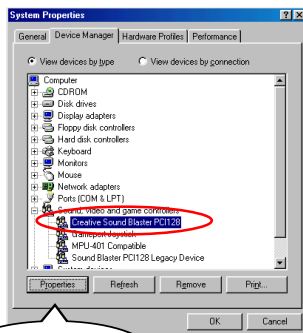 System Properties
General Device Manager Hardware Profiles Performance
View devices by type View devices by connection
Computer
CDROM
Disk drives
Display adapters
Floppy disk controllers
Hard disk controllers
Keyboard
Monitors
Mouse
Network adapters
Ports (COM & LPT)
Sound, video and game controllers
Creative Sound Blaster PCI128
Gameport Joystick
MPU-401 Compatible
Sound Blaster PCI128 Legacy Device
System devices
Properties Refresh Remove Print...
OK Cancel